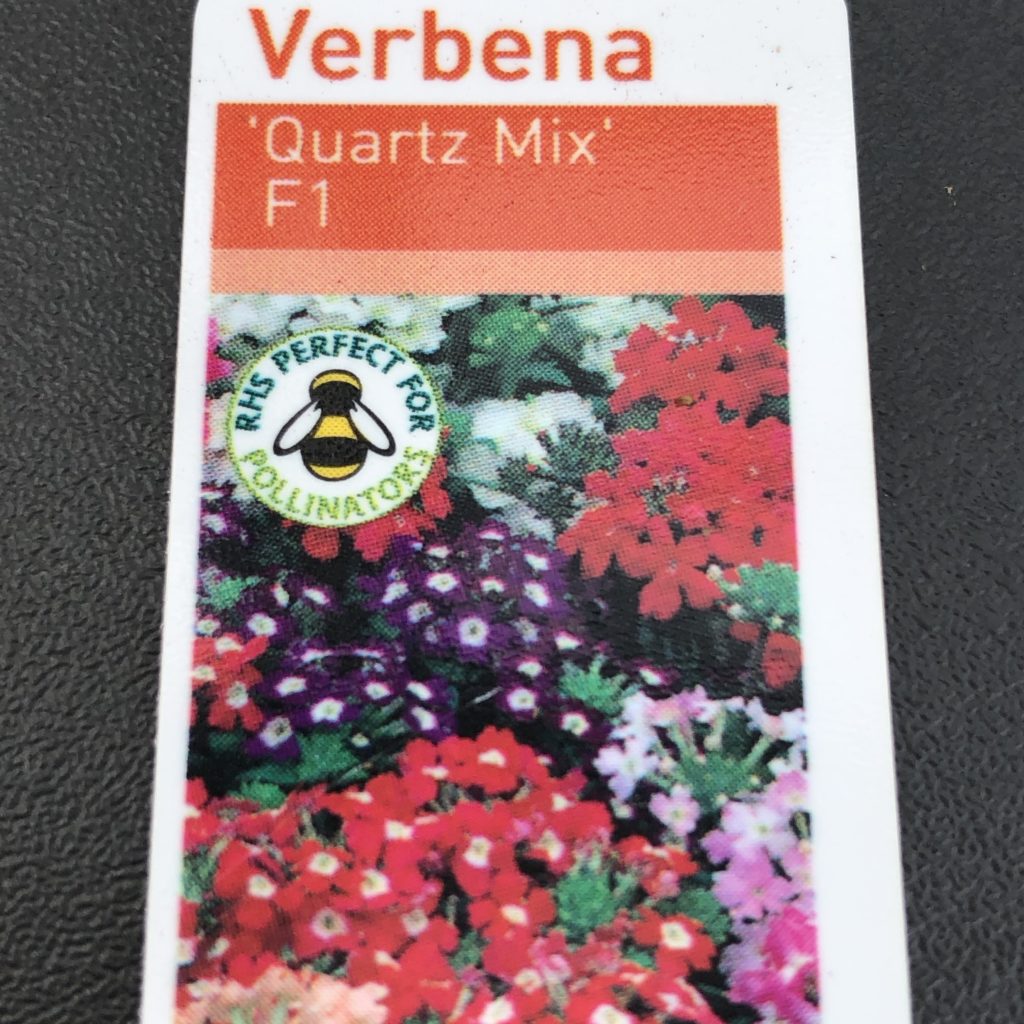 Verbena
'Quartz Mix'
F1
RHS PERFECT FOR
POLLINATORS